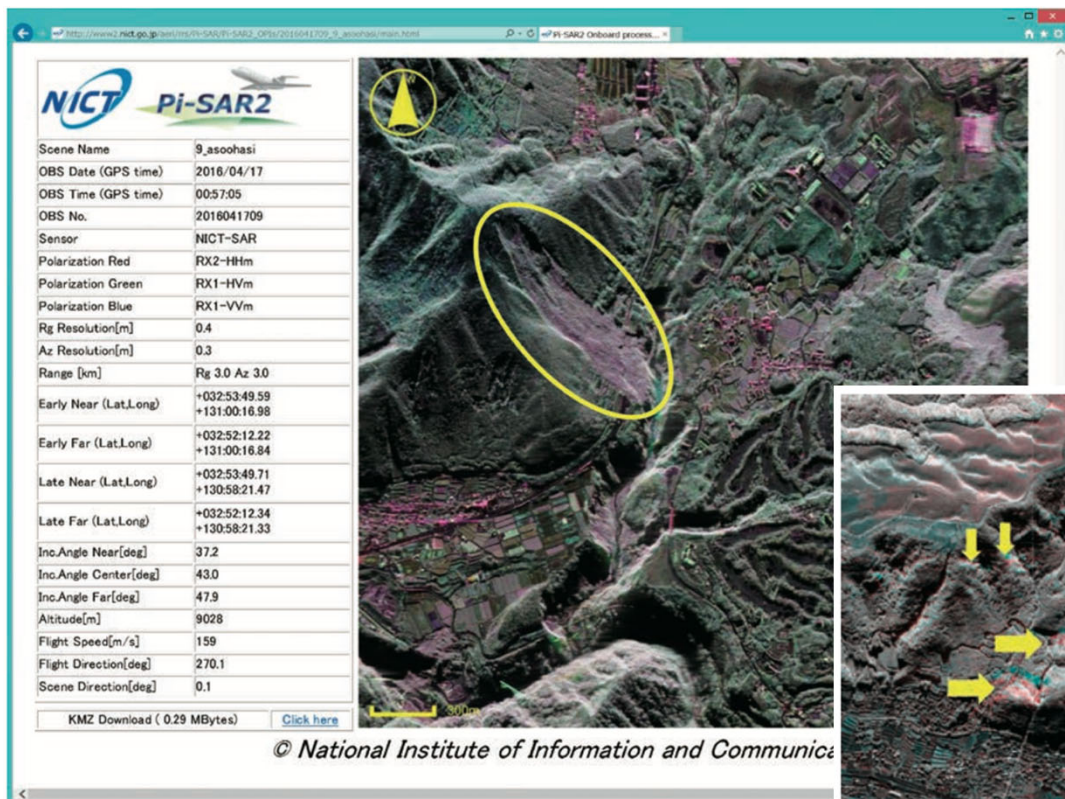 http://www2.nict.go.jp/aeri/rrs/Pi-SAR/Pi-SAR2_OPIs/2016041709_9_asoohasi/main.html
Pi-SAR2 Onboard process...
NICT Pi-SAR2
Scene Name 9_asoohasi
OBS Date (GPS time) 2016/04/17
OBS Time (GPS time) 00:57:05
OBS No. 2016041709
Sensor NICT-SAR
Polarization Red RX2-HHm
Polarization Green RX1-HVm
Polarization Blue RX1-VVm
Rg Resolution[m] 0.4
Az Resolution[m] 0.3
Range [km] Rg 3.0 Az 3.0
Early Near (Lat,Long) +032:53:49.59
+131:00:16.98
Early Far (Lat,Long) +032:52:12.22
+131:00:16.84
Late Near (Lat,Long) +032:53:49.71
+130:58:21.47
Late Far (Lat,Long) +032:52:12.34
+130:58:21.33
Inc.Angle Near[deg] 37.2
Inc.Angle Center[deg] 43.0
Inc.Angle Far[deg] 47.9
Altitude[m] 9028
Flight Speed[m/s] 159
Flight Direction[deg] 270.1
Scene Direction[deg] 0.1
KMZ Download ( 0.29 MBytes) Click here
300m
© National Institute of Information and Communica